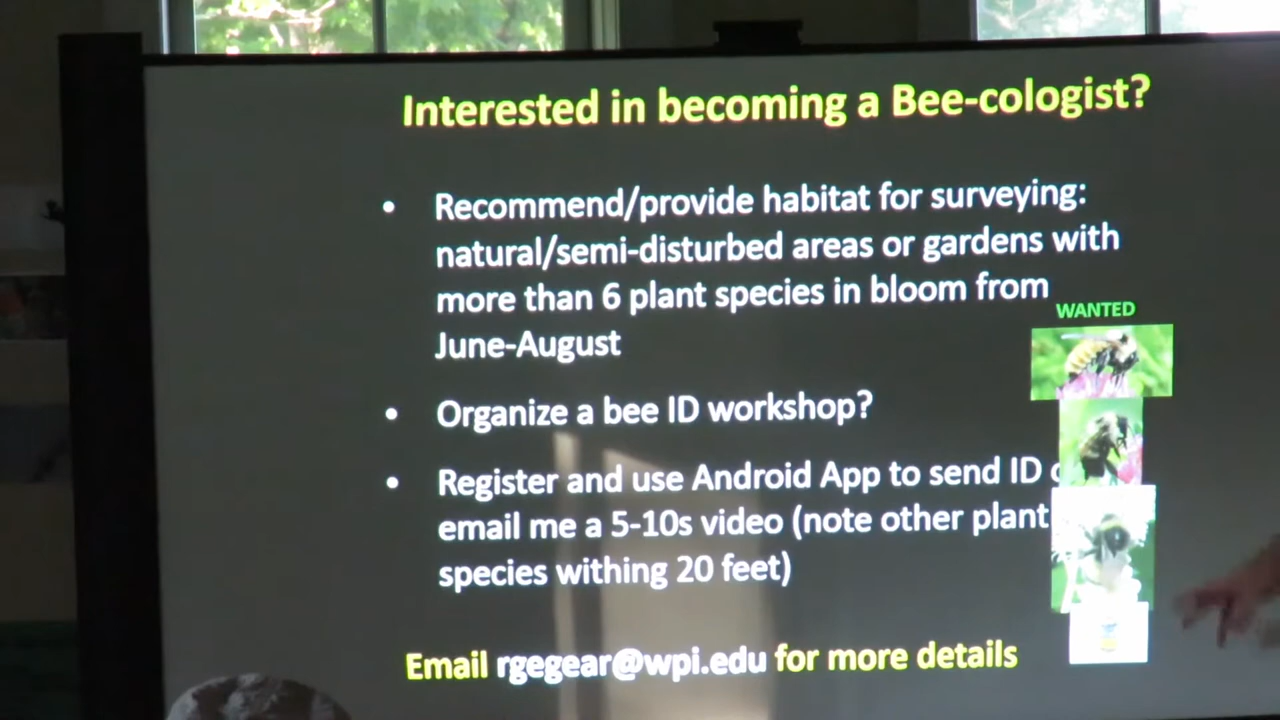 Interested in becoming a Bee-cologist?
• Recommend/provide habitat for surveying:
natural/semi-disturbed areas or gardens with
more than 6 plant species in bloom from
June-August
WANTED
• Organize a bee ID workshop?
• Register and use Android App to send ID
email me a 5-10s video (note other plant
species withing 20 feet)
Email rgegear@wpi.edu for more details